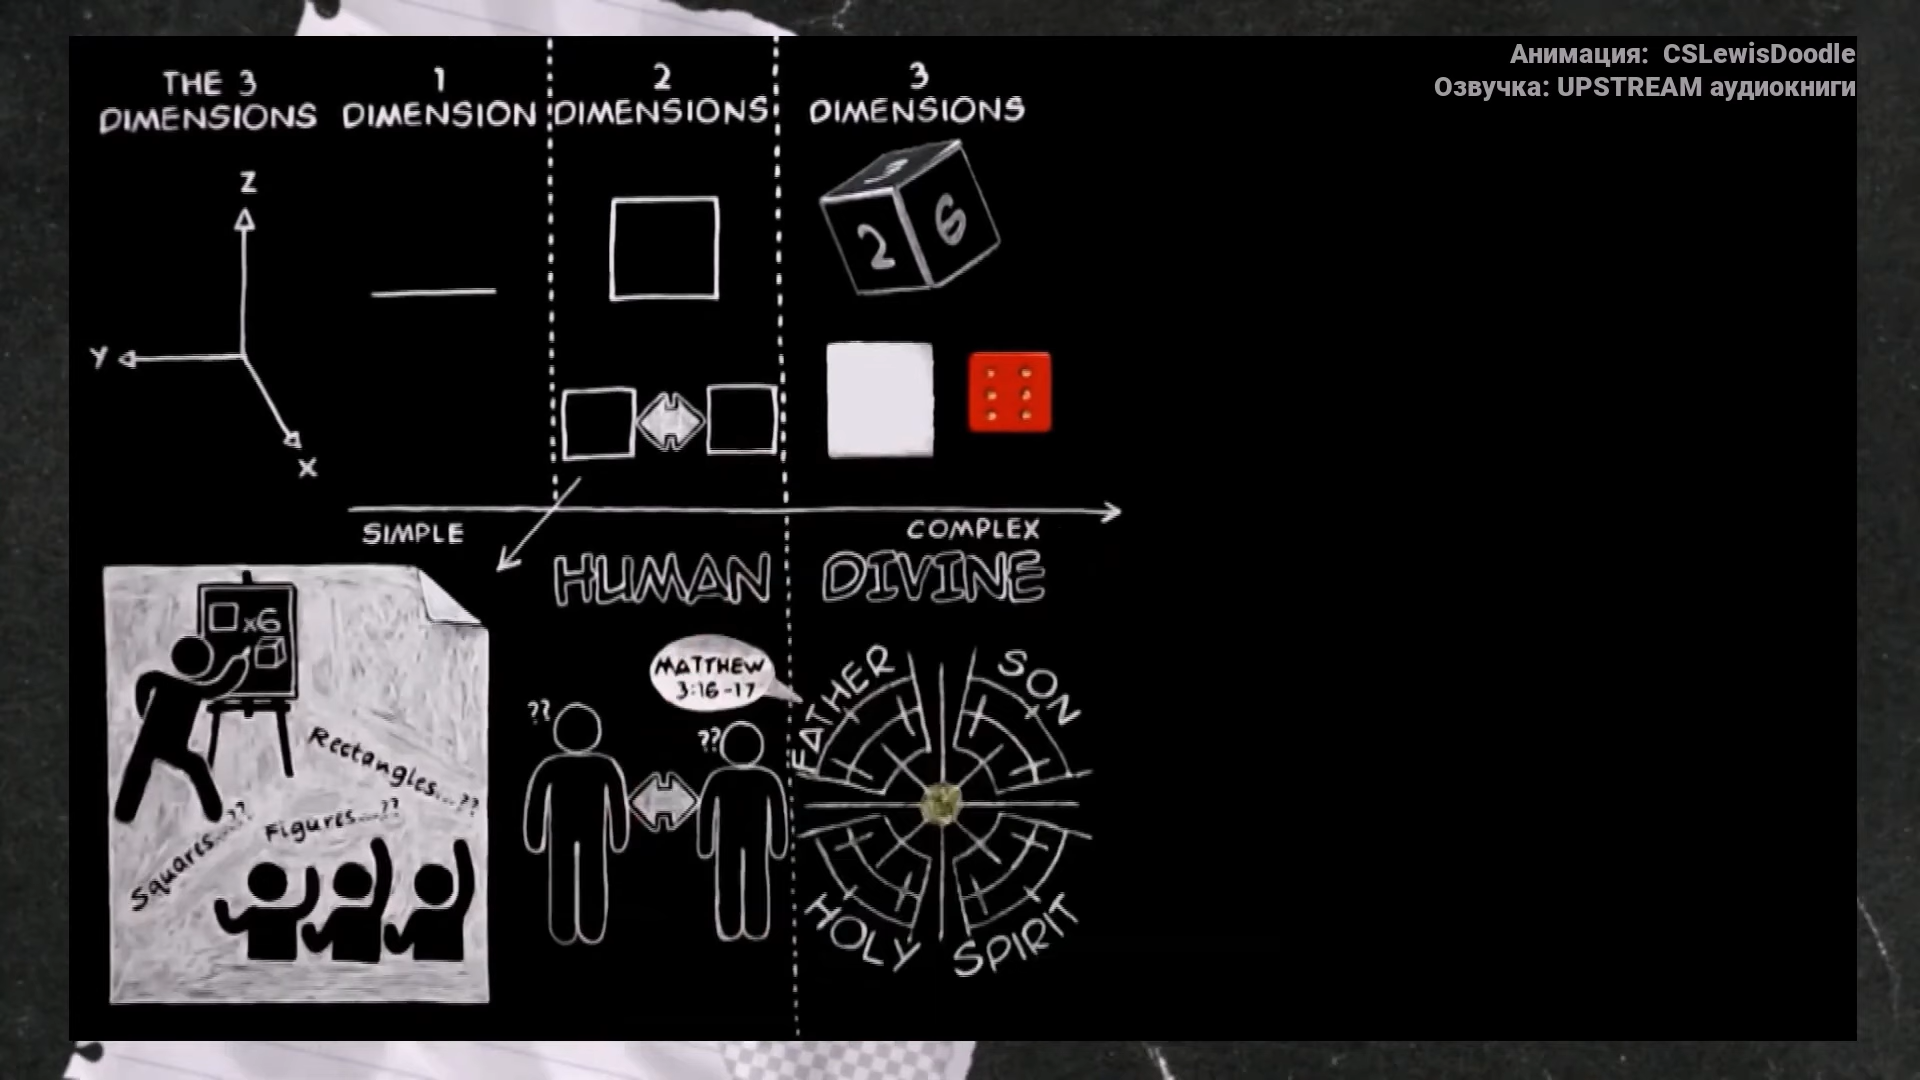 Анимация: CSLewisDoodle
Озвучка: UPSTREAM аудиокниги
THE 3
DIMENSIONS
1
DIMENSION
2
DIMENSIONS
3
DIMENSIONS
Z
Y
X
3
2
6
SIMPLE
COMPLEX
HUMAN
DIVINE
x6
Rectangles...??
Figures...??
Squares...??
??
??
MATTHEW
3:16-17
FATHER
SON
HOLY
SPIRIT